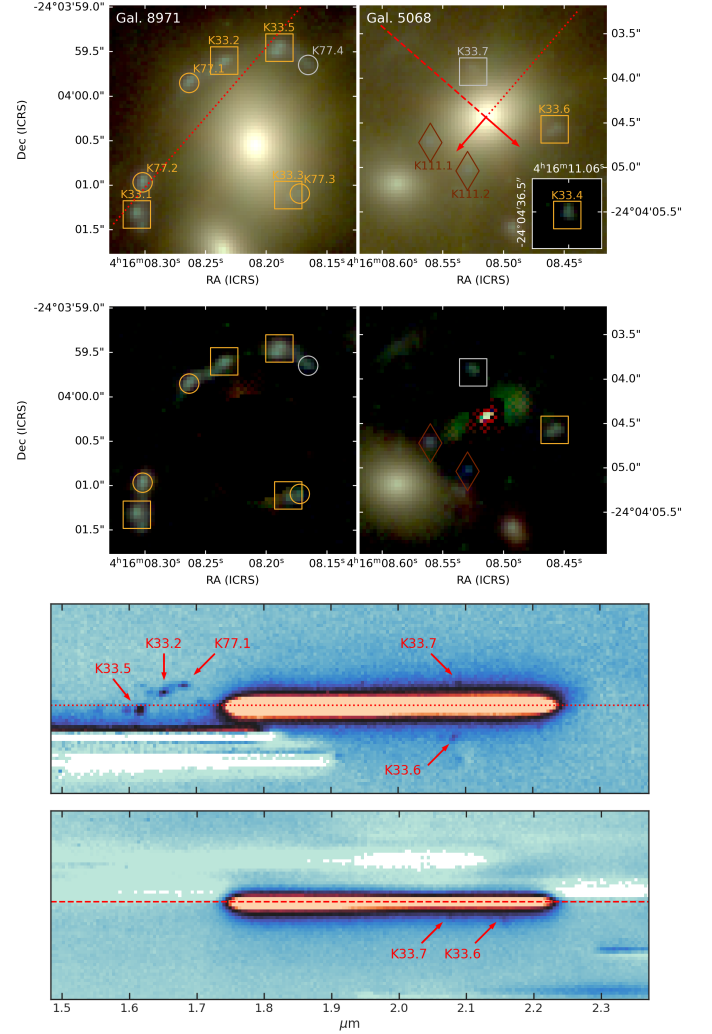 Gal. 8971
K33.5
K33.2
K77.4
K77.1
K77.2
K33.1
K33.3
K77.3
-24°03'59.0"
59.5"
04'00.0"
00.5"
01.0"
01.5"
Dec (ICRS)
4ʰ16ᵐ08.30ˢ
08.25ˢ
08.20ˢ
08.15ˢ
RA (ICRS)
Gal. 5068
K33.7
K33.6
K111.1
K111.2
4ʰ16ᵐ11.06ˢ
-24°04'36.5"
K33.4
03.5"
04.0"
04.5"
05.0"
-24°04'05.5"
4ʰ16ᵐ08.60ˢ
08.55ˢ
08.50ˢ
08.45ˢ
RA (ICRS)
-24°03'59.0"
59.5"
04'00.0"
00.5"
01.0"
01.5"
Dec (ICRS)
4ʰ16ᵐ08.30ˢ
08.25ˢ
08.20ˢ
08.15ˢ
RA (ICRS)
03.5"
04.0"
04.5"
05.0"
-24°04'05.5"
4ʰ16ᵐ08.60ˢ
08.55ˢ
08.50ˢ
08.45ˢ
RA (ICRS)
K33.2
K77.1
K33.7
K33.5
K33.6
K33.7
K33.6
1.5
1.6
1.7
1.8
1.9
2.0
2.1
2.2
2.3
μm